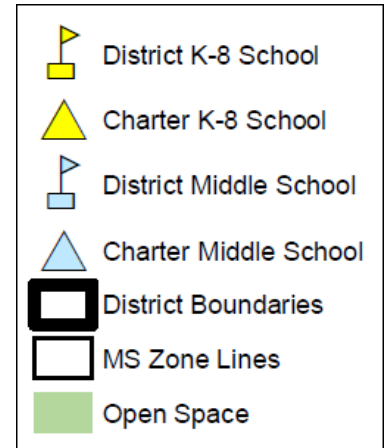 District K-8 School
Charter K-8 School
District Middle School
Charter Middle School
District Boundaries
MS Zone Lines
Open Space